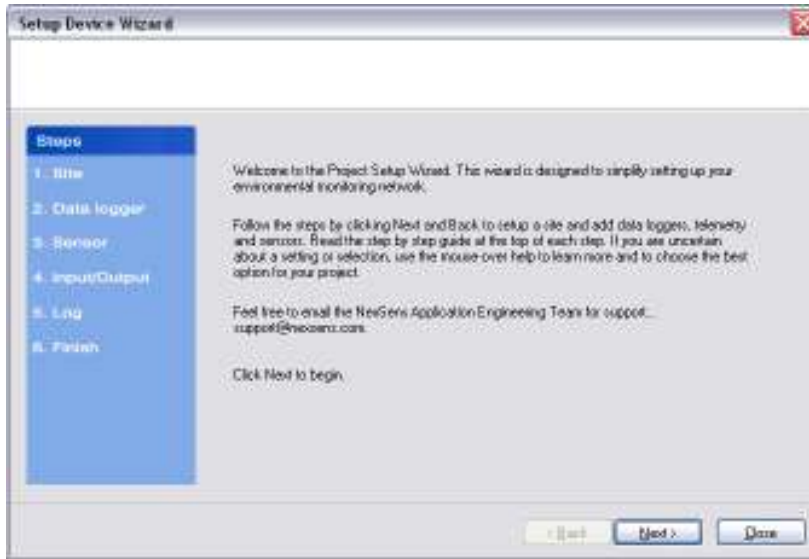 Setup Device Wizard
Steps
1. Site
2. Data logger
3. Sensor
4. Input/Output
5. Log
6. Finish
Welcome to the Project Setup Wizard. This wizard is designed to simplify setting up your
environmental monitoring network.
Follow the steps by clicking Next and Back to setup a site and add data loggers, telemetry
and sensors. Read the step by step guide at the top of each step. If you are uncertain
about a setting or selection, use the mouse-over help to learn more and to choose the best
option for your project.
Feel free to email the NexSens Application Engineering Team for support...
support@nexsens.com.
Click Next to begin.
< Back
Next >
Close